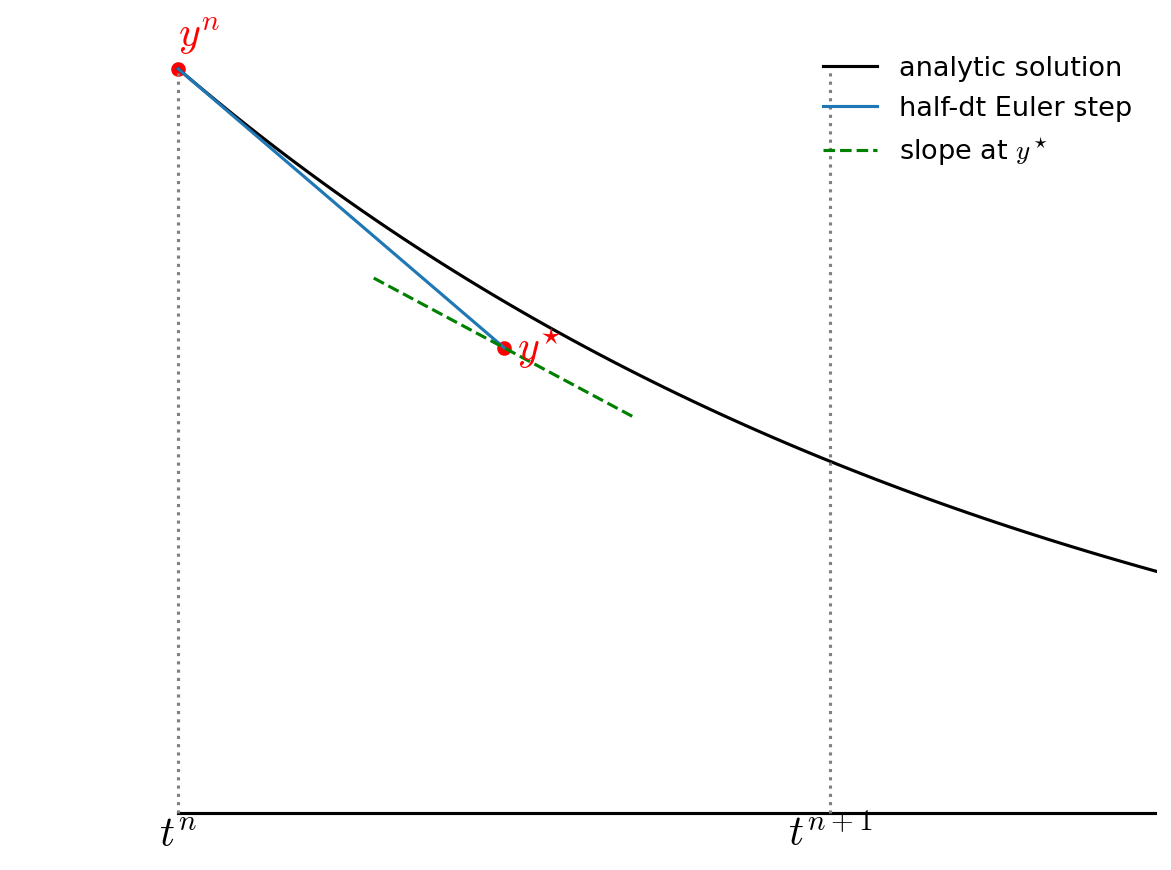 yⁿ
analytic solution
half-dt Euler step
slope at y⋆
y⋆
tⁿ
tⁿ⁺¹